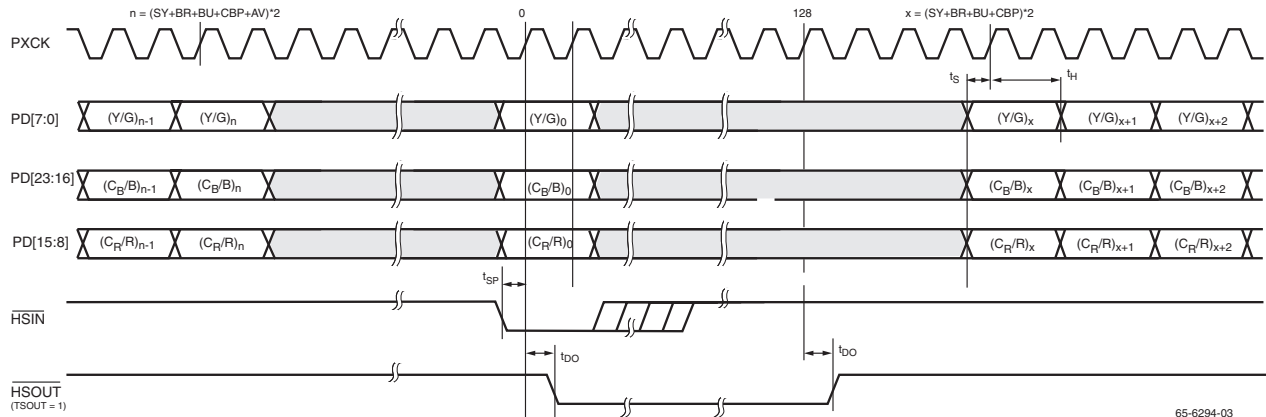 n = (SY+BR+BU+CBP+AV)*2
0
128
x = (SY+BR+BU+CBP)*2
PXCK
tS
tH
PD[7:0]
(Y/G)n-1
(Y/G)n
(Y/G)0
(Y/G)x
(Y/G)x+1
(Y/G)x+2
PD[23:16]
(CB/B)n-1
(CB/B)n
(CB/B)0
(CB/B)x
(CB/B)x+1
(CB/B)x+2
PD[15:8]
(CR/R)n-1
(CR/R)n
(CR/R)0
(CR/R)x
(CR/R)x+1
(CR/R)x+2
tSP
HSIN
tDO
tDO
HSOUT
(TSOUT = 1)
65-6294-03